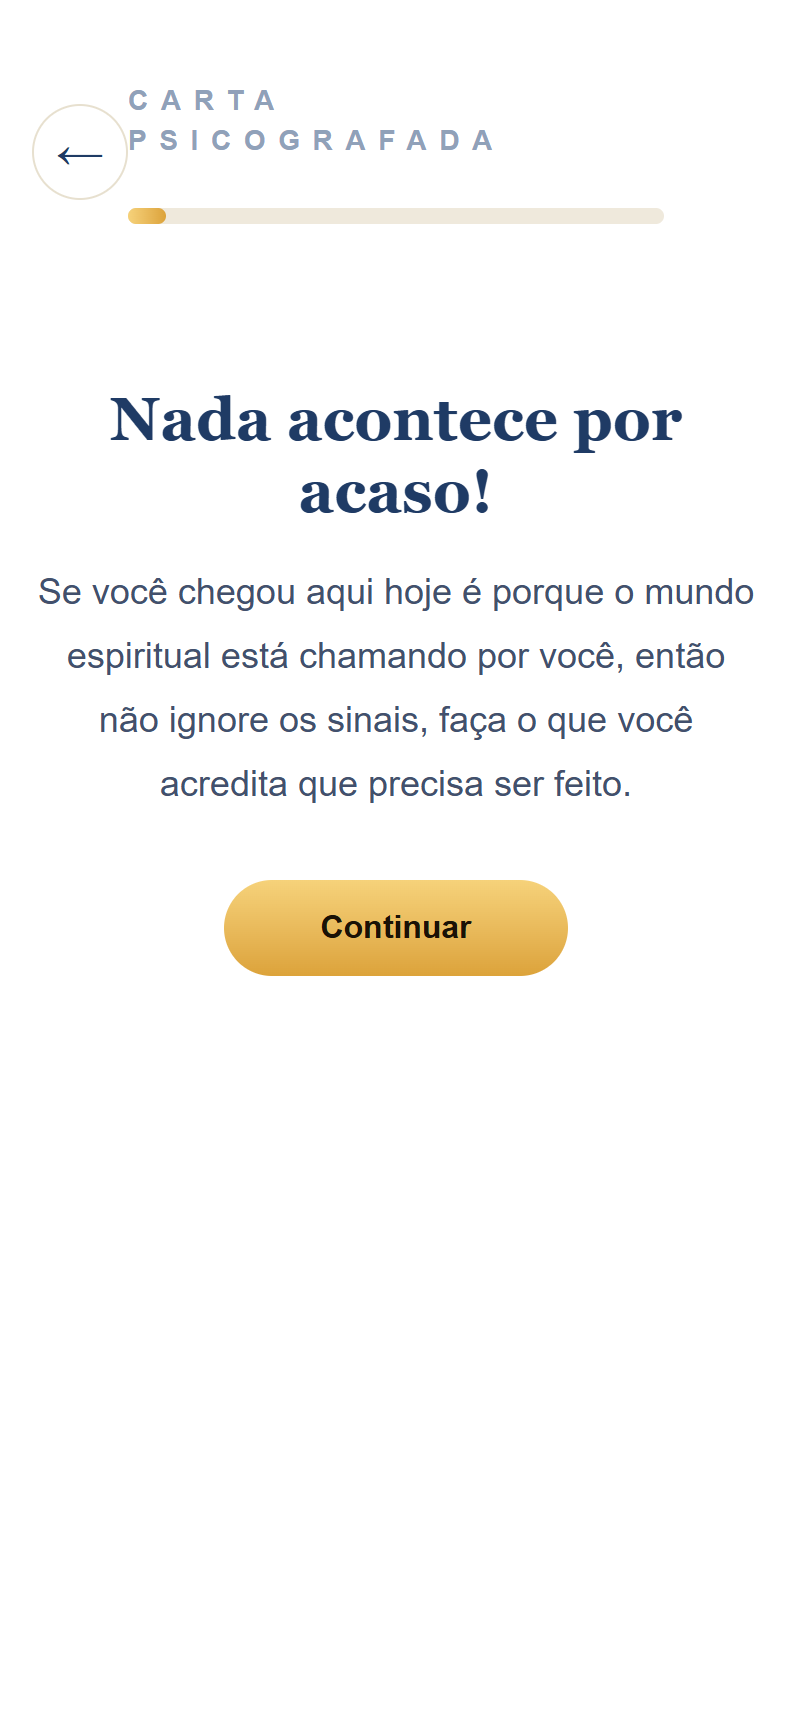 CARTA
PSICOGRAFADA
Nada acontece por
acaso!
Se você chegou aqui hoje é porque o mundo
espiritual está chamando por você, então
não ignore os sinais, faça o que você
acredita que precisa ser feito.
Continuar